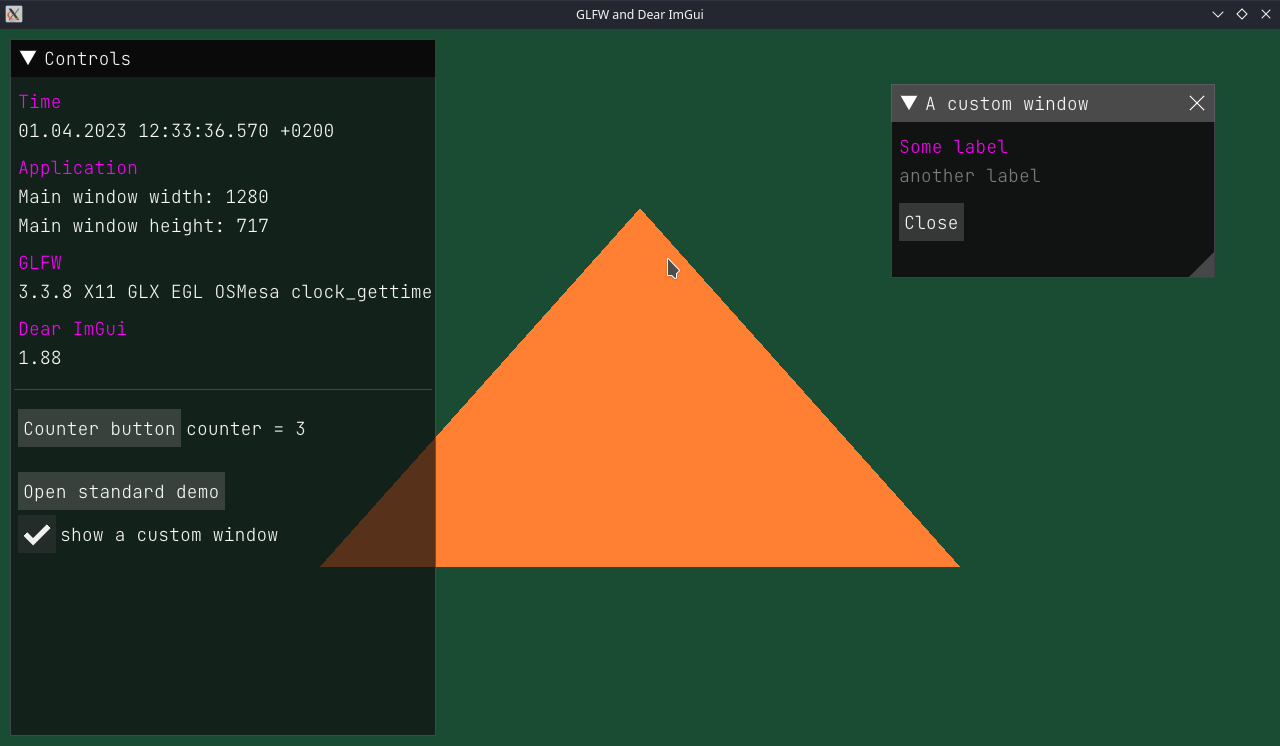 GLFW and Dear ImGui
Controls
Time
01.04.2023 12:33:36.570 +0200
Application
Main window width: 1280
Main window height: 717
GLFW
3.3.8 X11 GLX EGL OSMesa clock_gettime
Dear ImGui
1.88
Counter button counter = 3
Open standard demo
show a custom window
A custom window
Some label
another label
Close